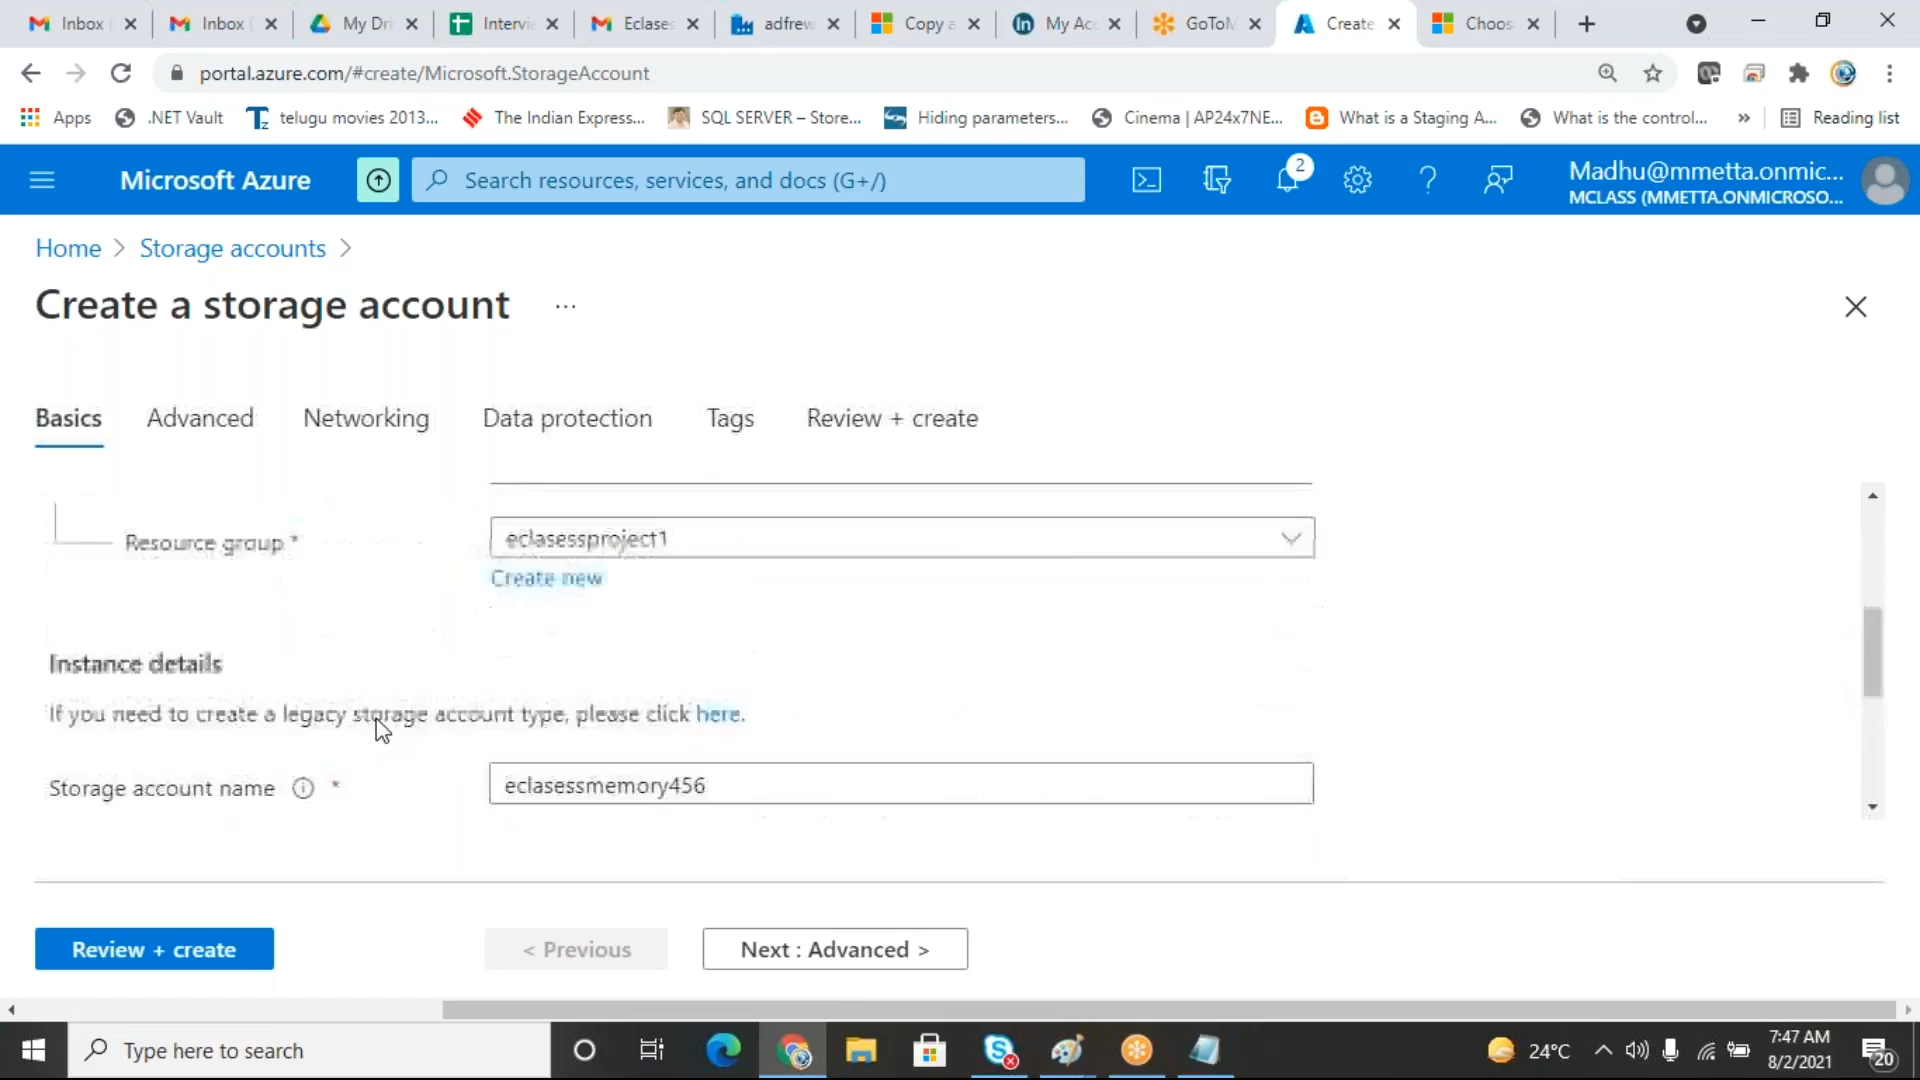 Inbox
Inbox
My Dri
Intervie
Eclases
adfrew
Copy a
My Acc
GoToM
Create
Choos
portal.azure.com/#create/Microsoft.StorageAccount
Apps
.NET Vault
telugu movies 2013...
The Indian Express...
SQL SERVER – Store...
Hiding parameters...
Cinema | AP24x7NE...
What is a Staging A...
What is the control...
»
Reading list
Microsoft Azure
Search resources, services, and docs (G+/)
2
Madhu@mmetta.onmic...
MCLASS (MMETTA.ONMICROSO...
Home > Storage accounts >
Create a storage account ...
Basics
Advanced
Networking
Data protection
Tags
Review + create
Resource group *
eclasessproject1
Create new
Instance details
If you need to create a legacy storage account type, please click here.
Storage account name *
eclasessmemory456
Review + create
< Previous
Next : Advanced >
Type here to search
24°C
7:47 AM
8/2/2021
20